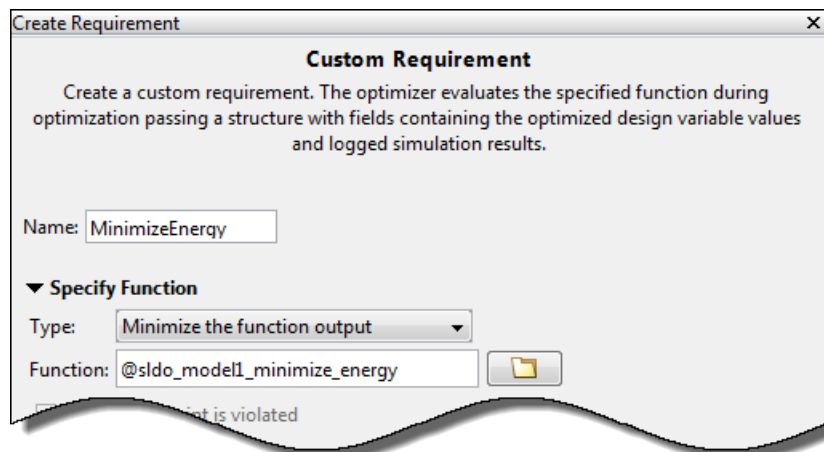 Create Requirement
Custom Requirement
Create a custom requirement. The optimizer evaluates the specified function during
optimization passing a structure with fields containing the optimized design variable values
and logged simulation results.
Name: MinimizeEnergy
Specify Function
Type: Minimize the function output
Function: @sldo_model1_minimize_energy
is violated